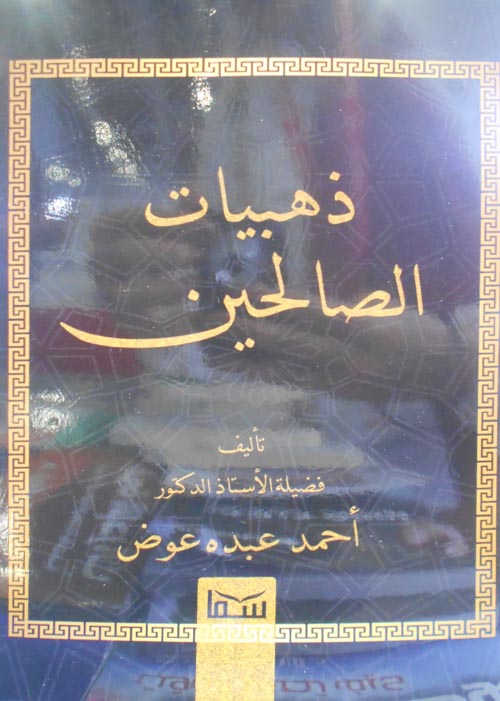 ذهبيات
الصالحين
تأليف
فضيلة الأستاذ الدكتور
أحمد عبده عوض
سما